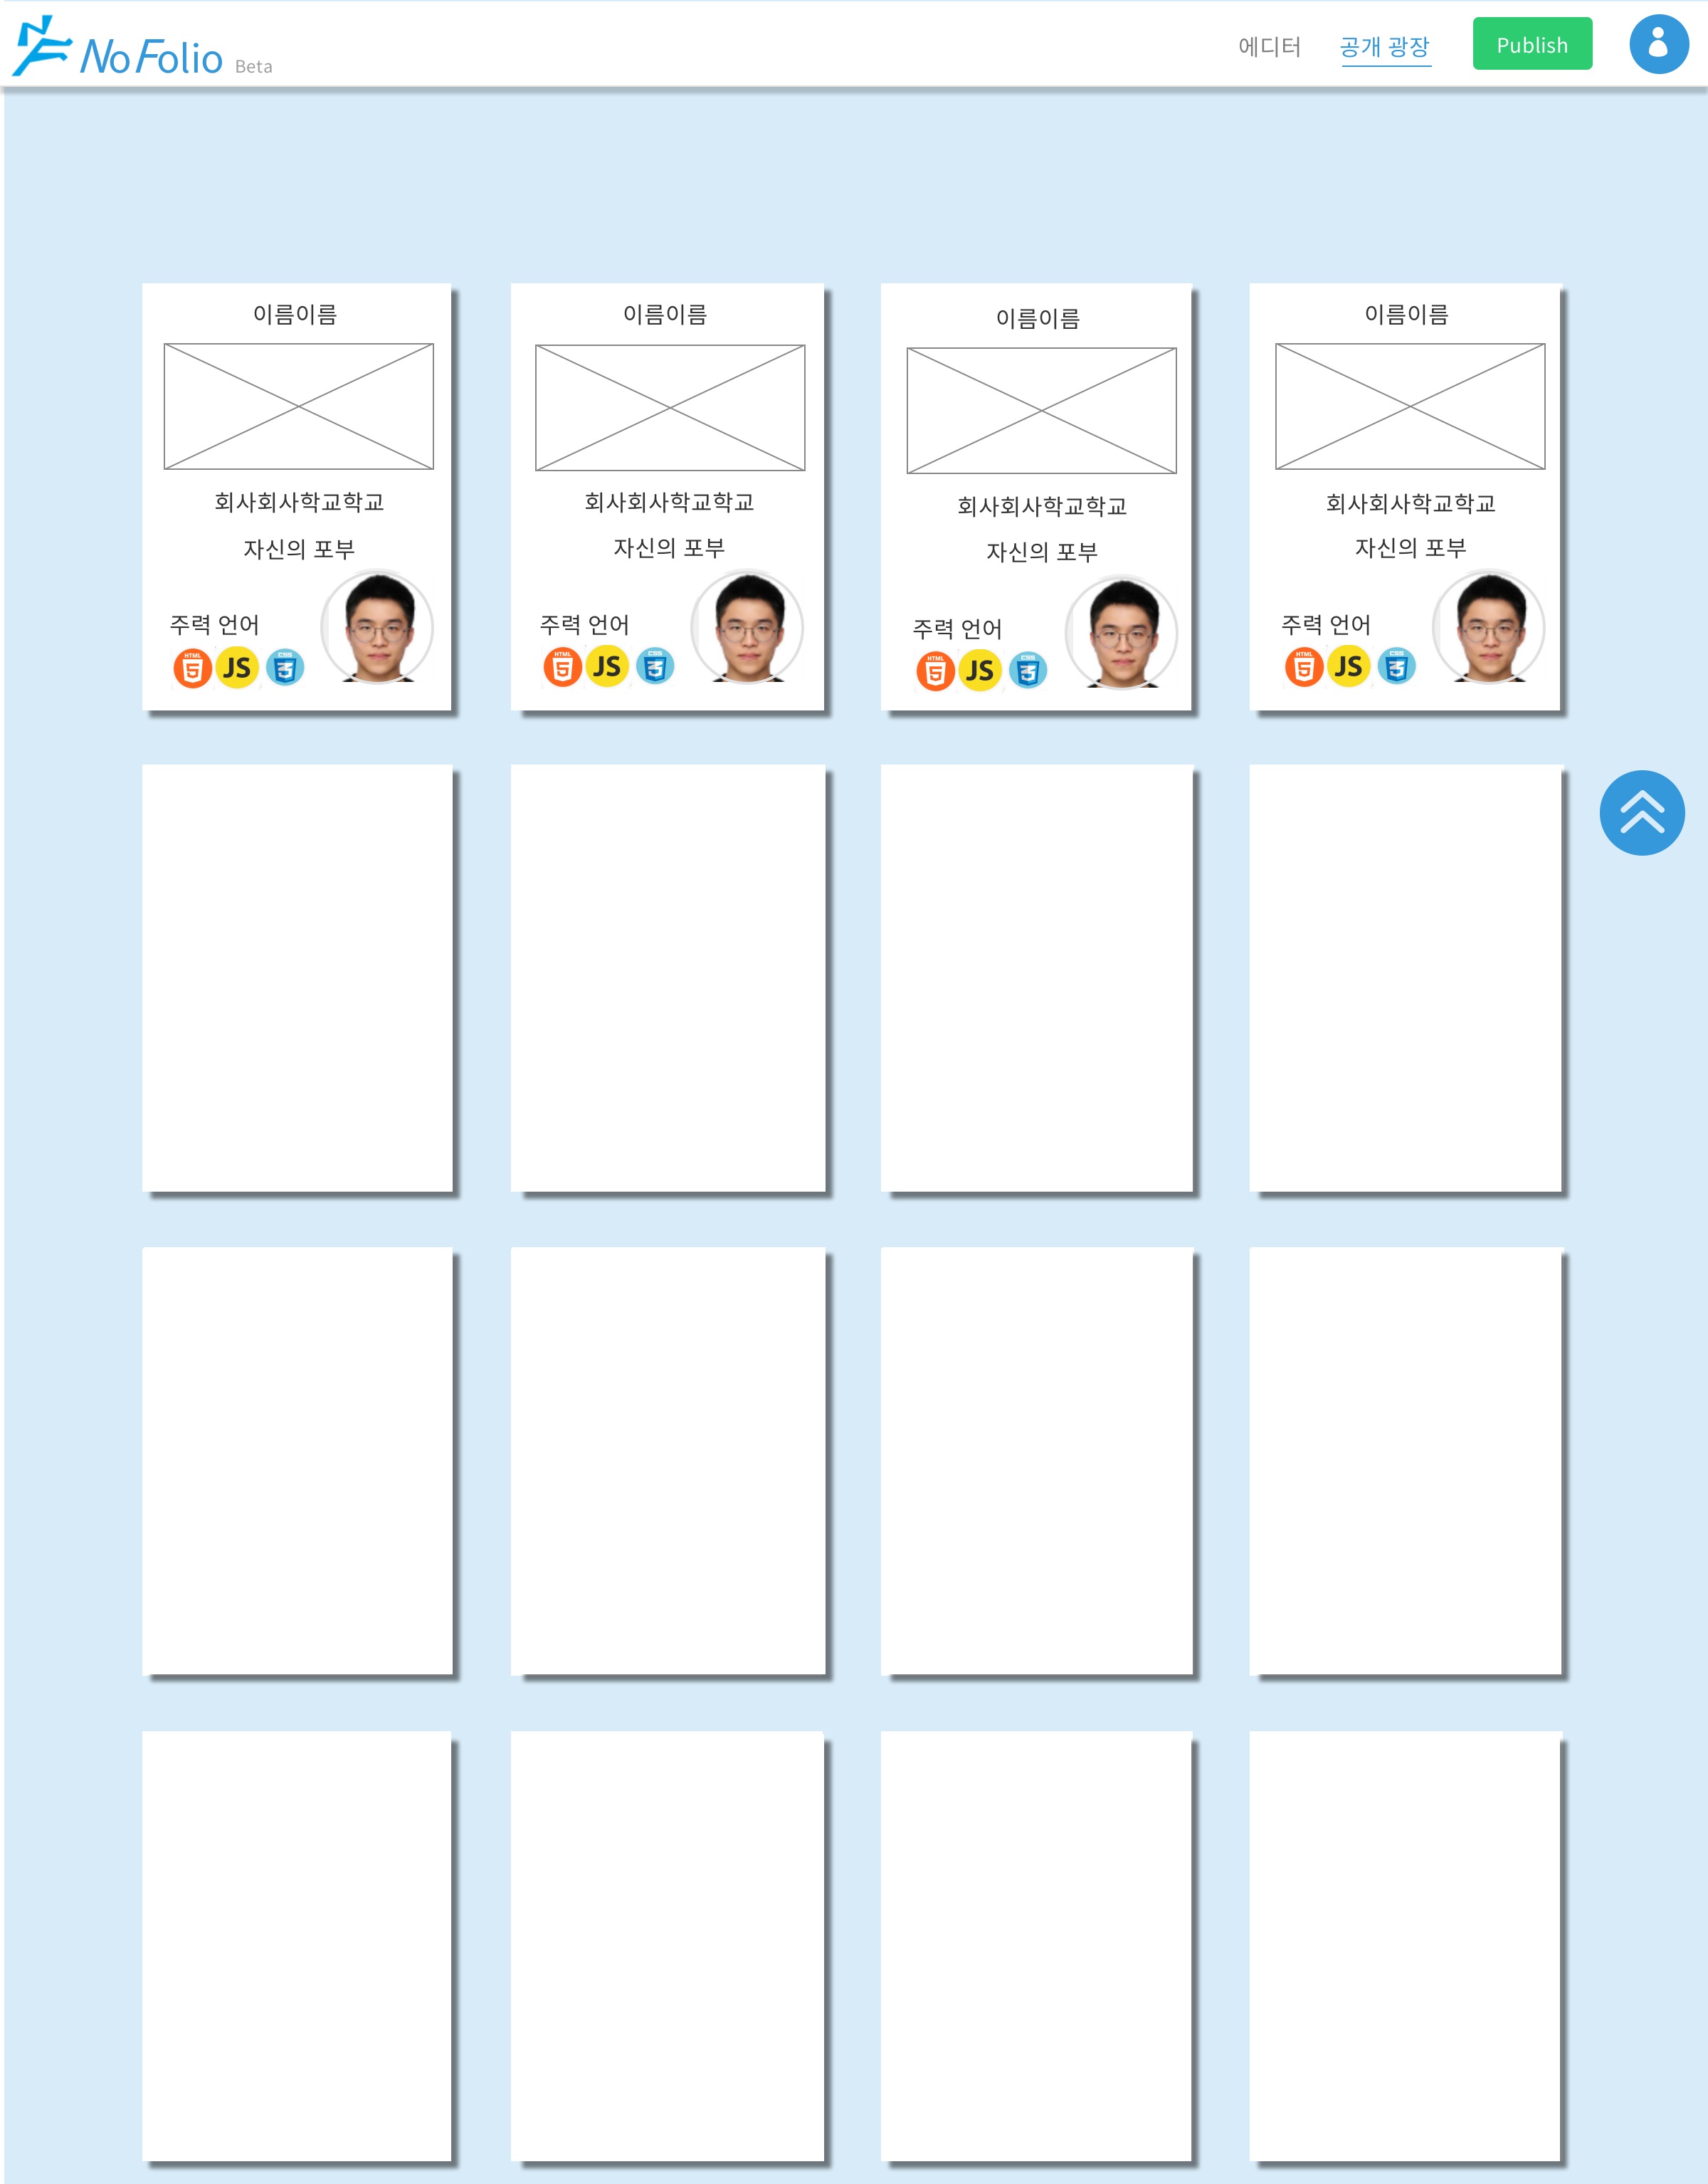 NoFolio Beta
에디터 공개 광장 Publish
이름이름 이름이름 이름이름 이름이름
회사회사학교학교 회사회사학교학교 회사회사학교학교 회사회사학교학교
자신의 포부 자신의 포부 자신의 포부 자신의 포부
주력 언어 주력 언어 주력 언어 주력 언어
HTML 5 JS CSS 3 HTML 5 JS CSS 3 HTML 5 JS CSS 3 HTML 5 JS CSS 3